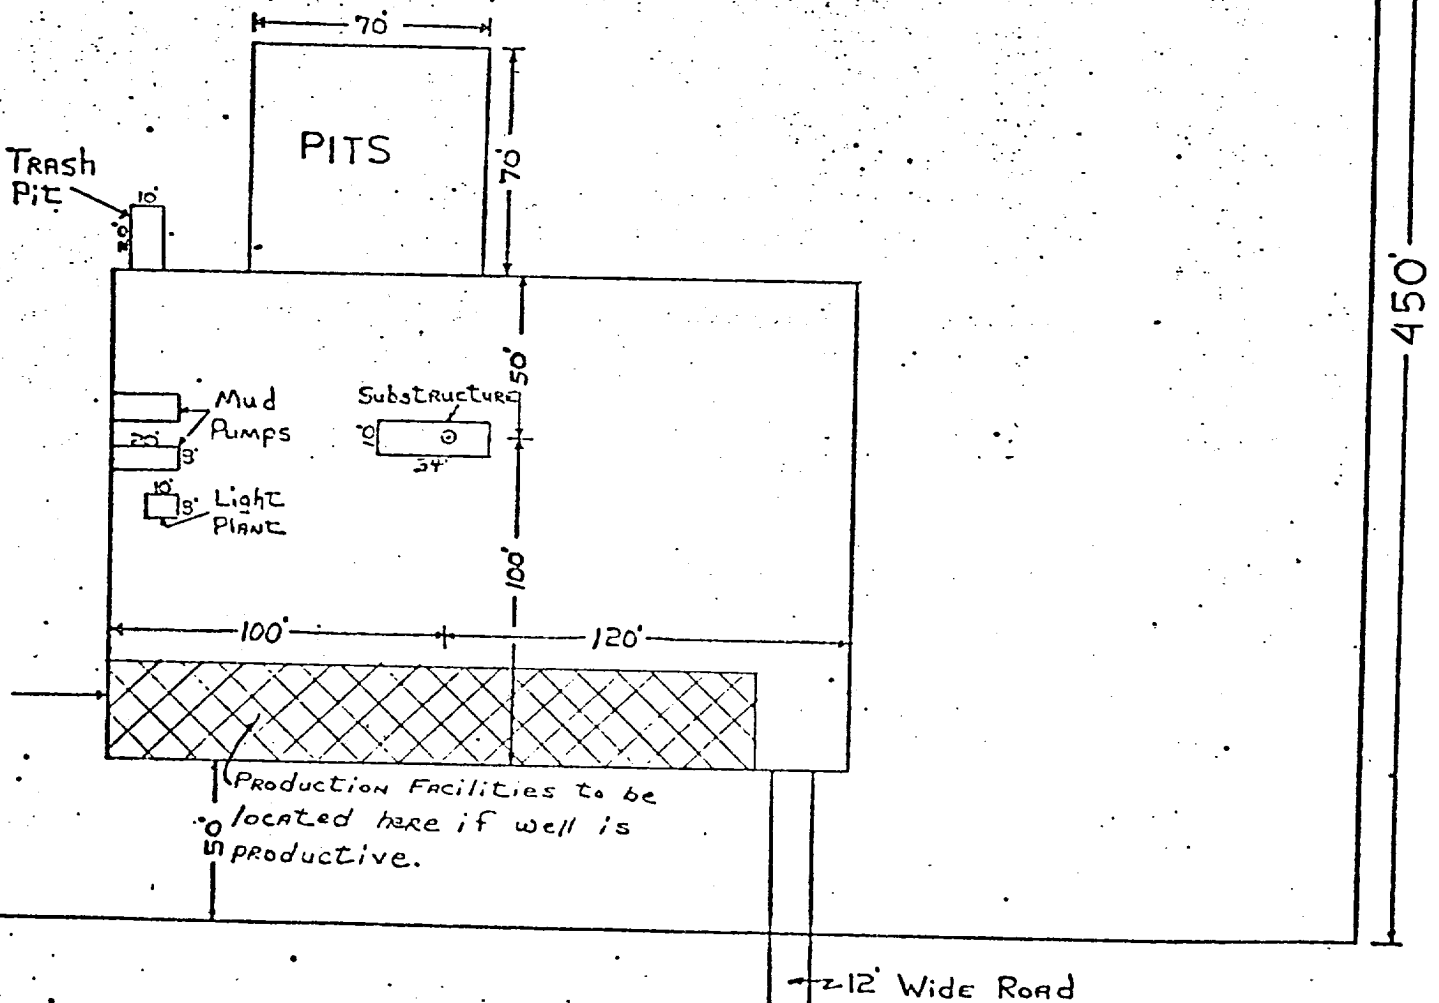 70'
PITS
70'
TRASh
Pit
10'
20'
450'
50'
Mud
Pumps
20'
8'
Substructure
10'
34'
10'
8'
Light
PLANT
100'
100'
120'
Production Facilities to be
located here if well is
productive.
50'
12' Wide Road